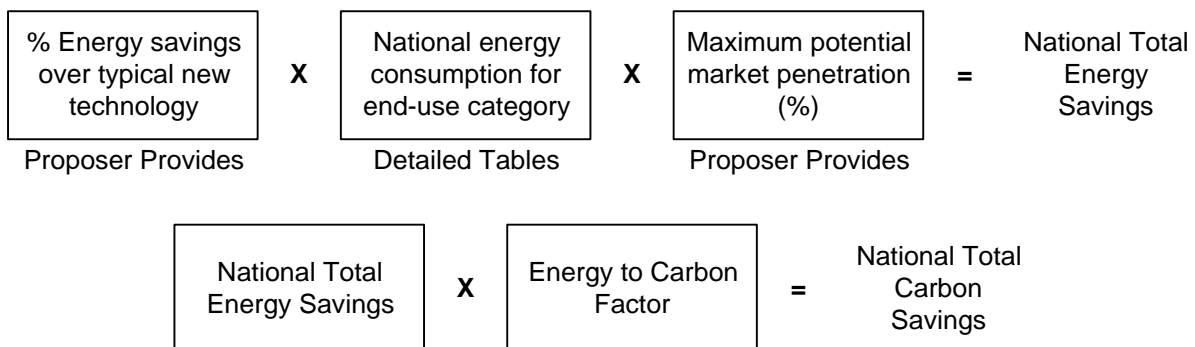 % Energy savings
over typical new
technology
X
National energy
consumption for
end-use category
X
Maximum potential
market penetration
(%)
=
National Total
Energy
Savings
Proposer Provides
Detailed Tables
Proposer Provides
National Total
Energy Savings
X
Energy to Carbon
Factor
=
National Total
Carbon
Savings